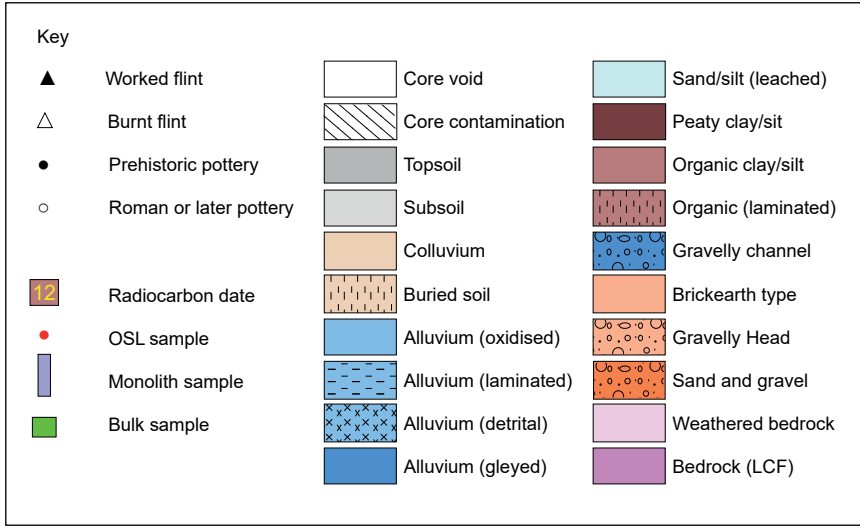 Key
Worked flint
Burnt flint
Prehistoric pottery
Roman or later pottery
12 Radiocarbon date
OSL sample
Monolith sample
Bulk sample
Core void
Core contamination
Topsoil
Subsoil
Colluvium
Buried soil
Alluvium (oxidised)
Alluvium (laminated)
Alluvium (detrital)
Alluvium (gleyed)
Sand/silt (leached)
Peaty clay/sit
Organic clay/silt
Organic (laminated)
Gravelly channel
Brickearth type
Gravelly Head
Sand and gravel
Weathered bedrock
Bedrock (LCF)